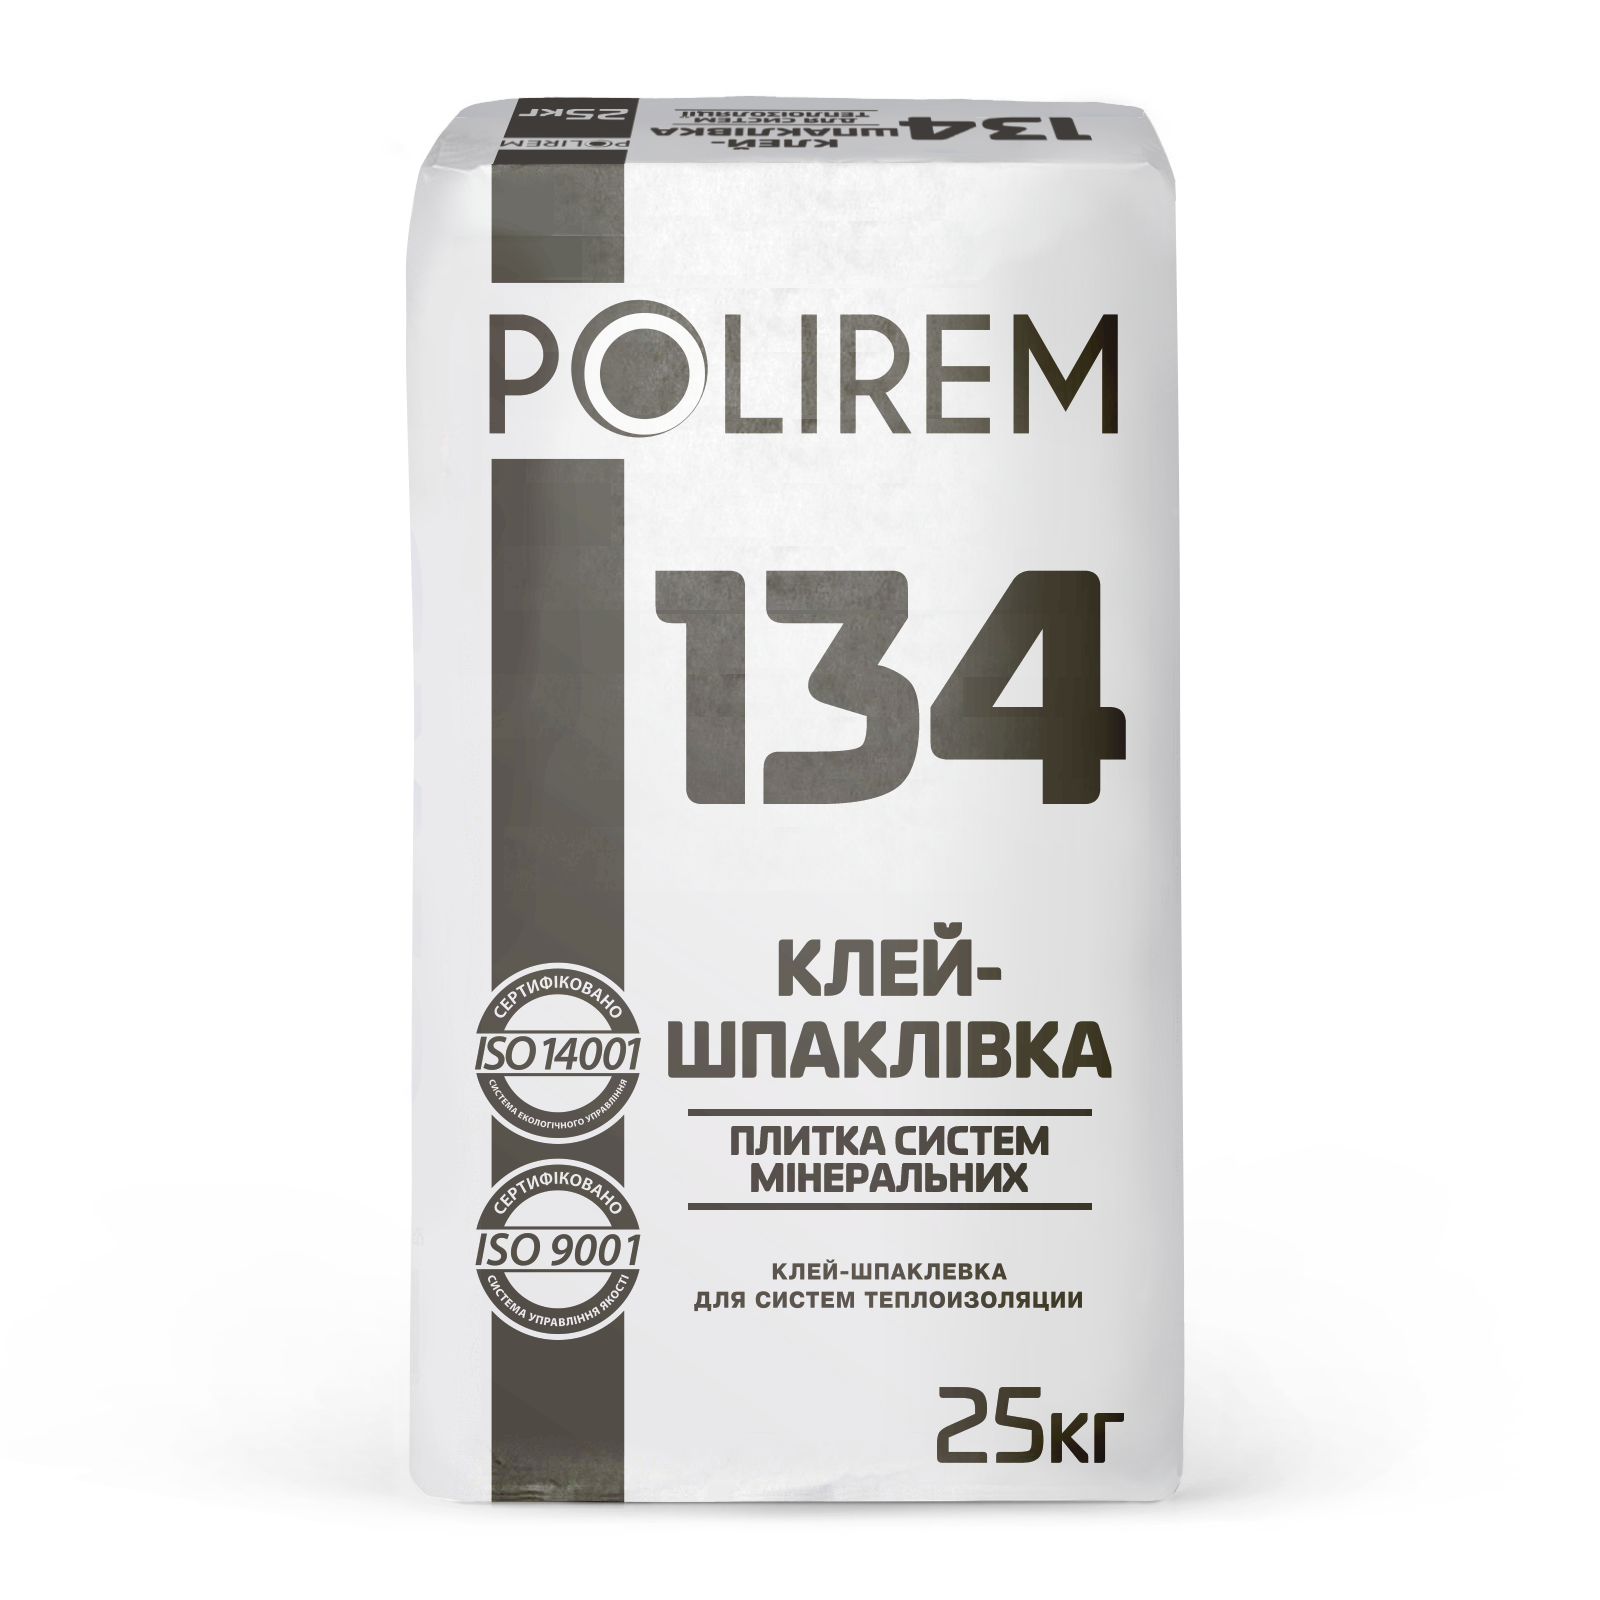 25кг
POLIREM
134
КЛЕЙ-
ШПАКЛІВКА
ДЛЯ СИСТЕМ
ТЕПЛОІЗОЛЯЦІЇ
POLIREM
134
КЛЕЙ-
ШПАКЛІВКА
ПЛИТКА СИСТЕМ
МІНЕРАЛЬНИХ
КЛЕЙ-ШПАКЛЕВКА
ДЛЯ СИСТЕМ ТЕПЛОИЗОЛЯЦИИ
25кг
СЕРТИФІКОВАНО
ISO 14001
СИСТЕМА ЕКОЛОГІЧНОГО УПРАВЛІННЯ
СЕРТИФІКОВАНО
ISO 9001
СИСТЕМА УПРАВЛІННЯ ЯКОСТІ